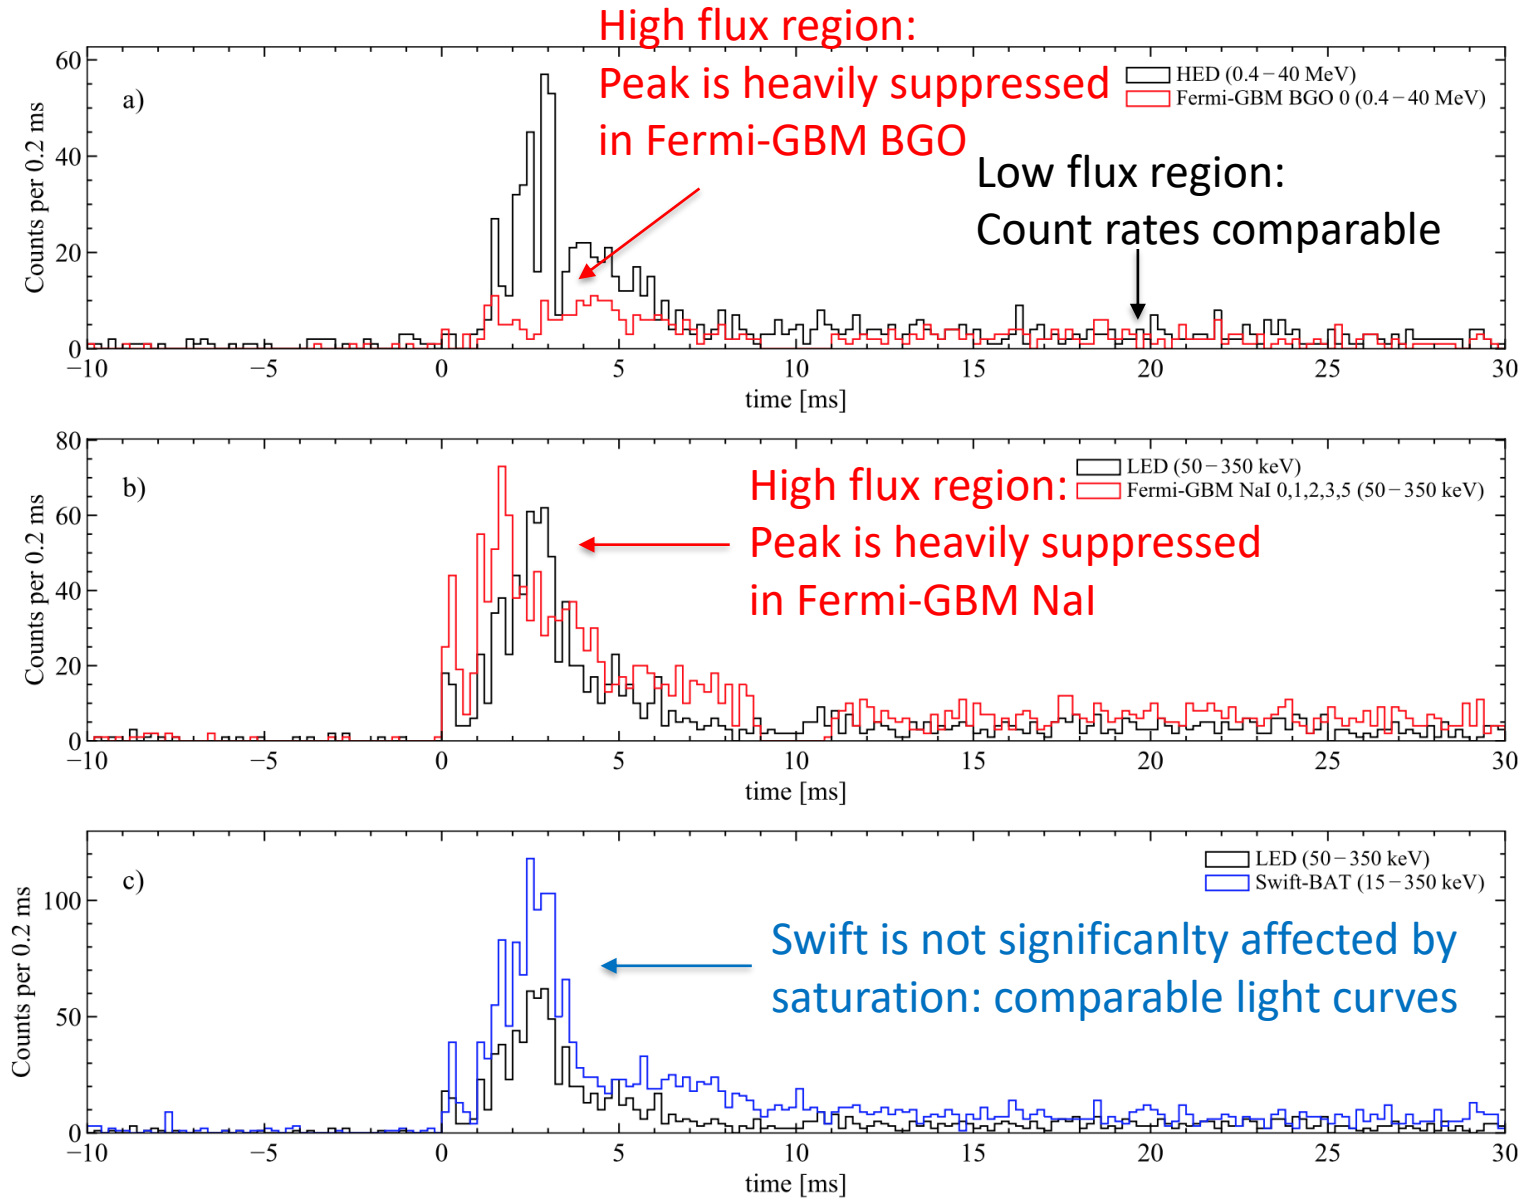 High flux region:
Peak is heavily suppressed
in Fermi-GBM BGO
a)
HED (0.4−40 MeV)
Fermi-GBM BGO 0 (0.4−40 MeV)
Low flux region:
Count rates comparable
Counts per 0.2 ms
60
40
20
0
−10 −5 0 5 10 15 20 25 30
time [ms]
b)
LED (50−350 keV)
Fermi-GBM NaI 0,1,2,3,5 (50−350 keV)
High flux region:
Peak is heavily suppressed
in Fermi-GBM NaI
Counts per 0.2 ms
80
60
40
20
0
−10 −5 0 5 10 15 20 25 30
time [ms]
c)
LED (50−350 keV)
Swift-BAT (15−350 keV)
Swift is not significanlty affected by
saturation: comparable light curves
Counts per 0.2 ms
100
50
0
−10 −5 0 5 10 15 20 25 30
time [ms]